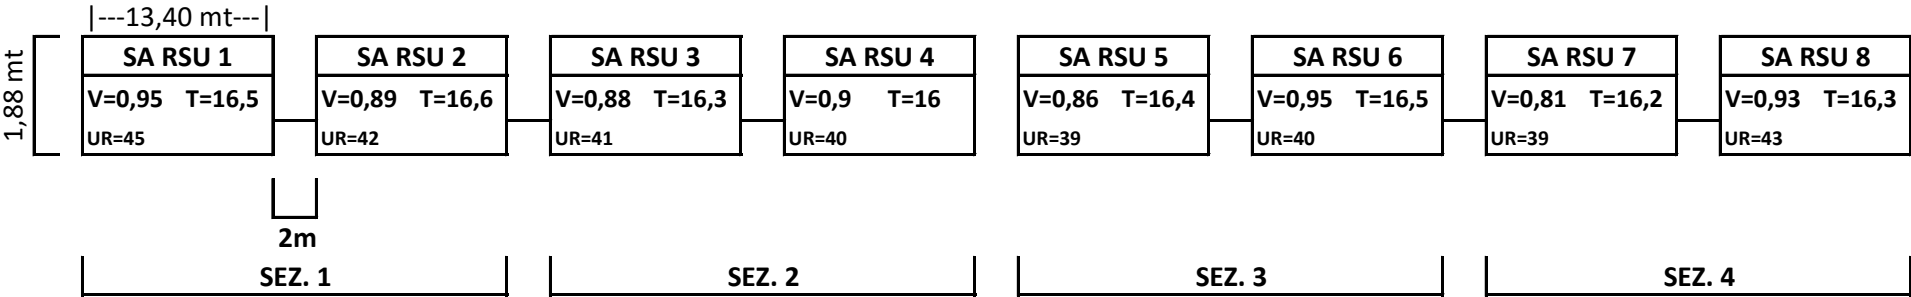 |---13,40 mt---|
1,88 mt
SA RSU 1
V=0,95 T=16,5
UR=45
SA RSU 2
V=0,89 T=16,6
UR=42
SA RSU 3
V=0,88 T=16,3
UR=41
SA RSU 4
V=0,9 T=16
UR=40
SA RSU 5
V=0,86 T=16,4
UR=39
SA RSU 6
V=0,95 T=16,5
UR=40
SA RSU 7
V=0,81 T=16,2
UR=39
SA RSU 8
V=0,93 T=16,3
UR=43
2m
SEZ. 1
SEZ. 2
SEZ. 3
SEZ. 4